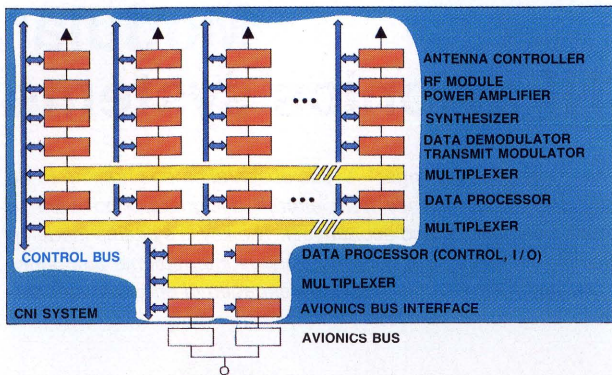 ANTENNA CONTROLLER
RF MODULE
POWER AMPLIFIER
SYNTHESIZER
DATA DEMODULATOR
TRANSMIT MODULATOR
MULTIPLEXER
DATA PROCESSOR
MULTIPLEXER
CONTROL BUS
DATA PROCESSOR (CONTROL, I/O)
MULTIPLEXER
CNI SYSTEM
AVIONICS BUS INTERFACE
AVIONICS BUS